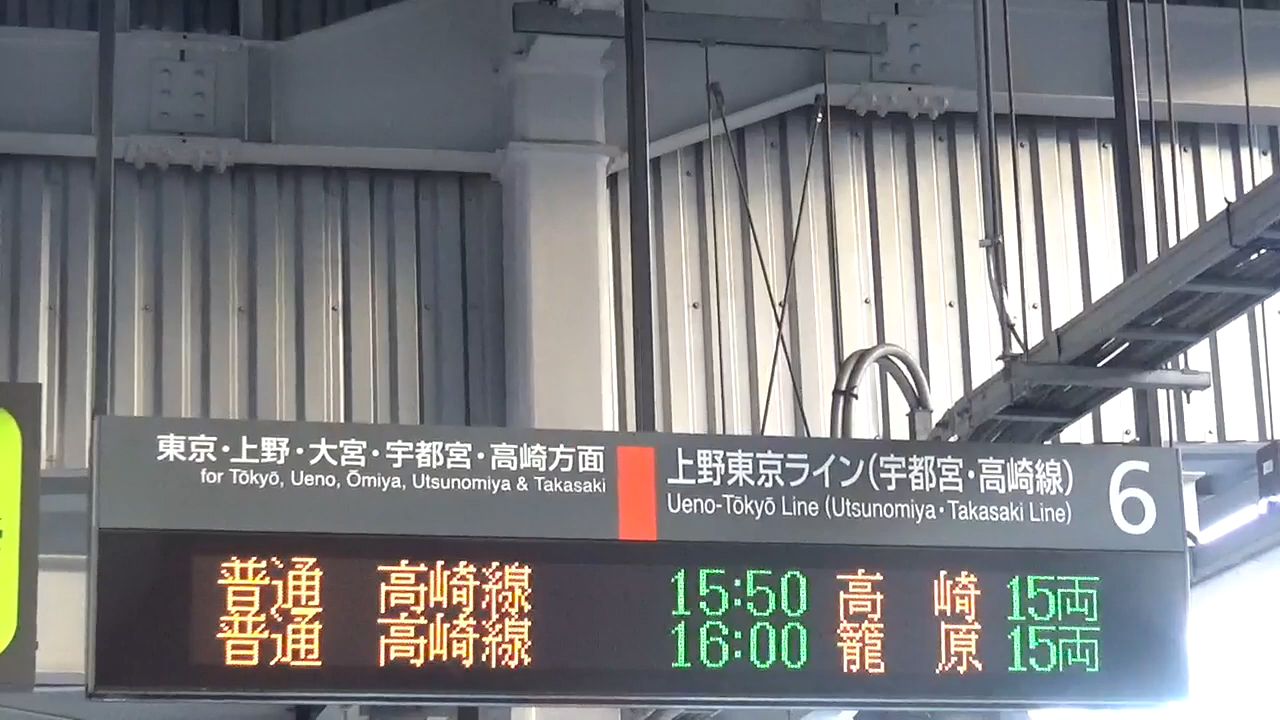 東京・上野・大宮・宇都宮・高崎方面
for Tōkyō, Ueno, Ōmiya, Utsunomiya & Takasaki
上野東京ライン(宇都宮・高崎線)
Ueno-Tōkyō Line (Utsunomiya・Takasaki Line)
6
普通 高崎線 15:50 高 崎 15両
普通 高崎線 16:00 籠 原 15両